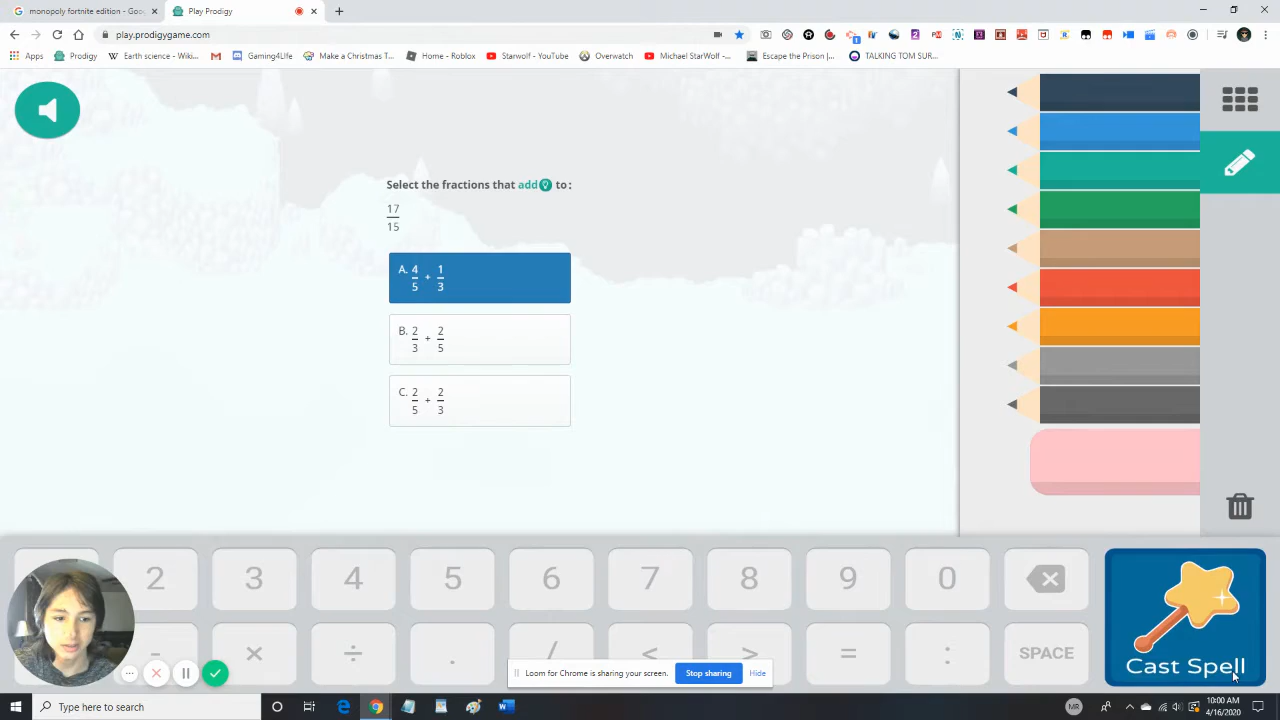 monopoly fortnite edition - Goog
Play Prodigy
play.prodigygame.com
Apps
Prodigy
Earth science - Wiki...
Gaming4Life
Make a Christmas T...
Home - Roblox
Starwolf - YouTube
Overwatch
Michael StarWolf -...
Escape the Prison |...
TALKING TOM SUR...
Select the fractions that add to:
17
15
A. 4/5 + 1/3
B. 2/3 + 2/5
C. 2/5 + 2/3
2 3 4 5 6 7 8 9 0
- × ÷ . / < > = : SPACE
Cast Spell
Loom for Chrome is sharing your screen. Stop sharing Hide
Type here to search
10:00 AM
4/16/2020